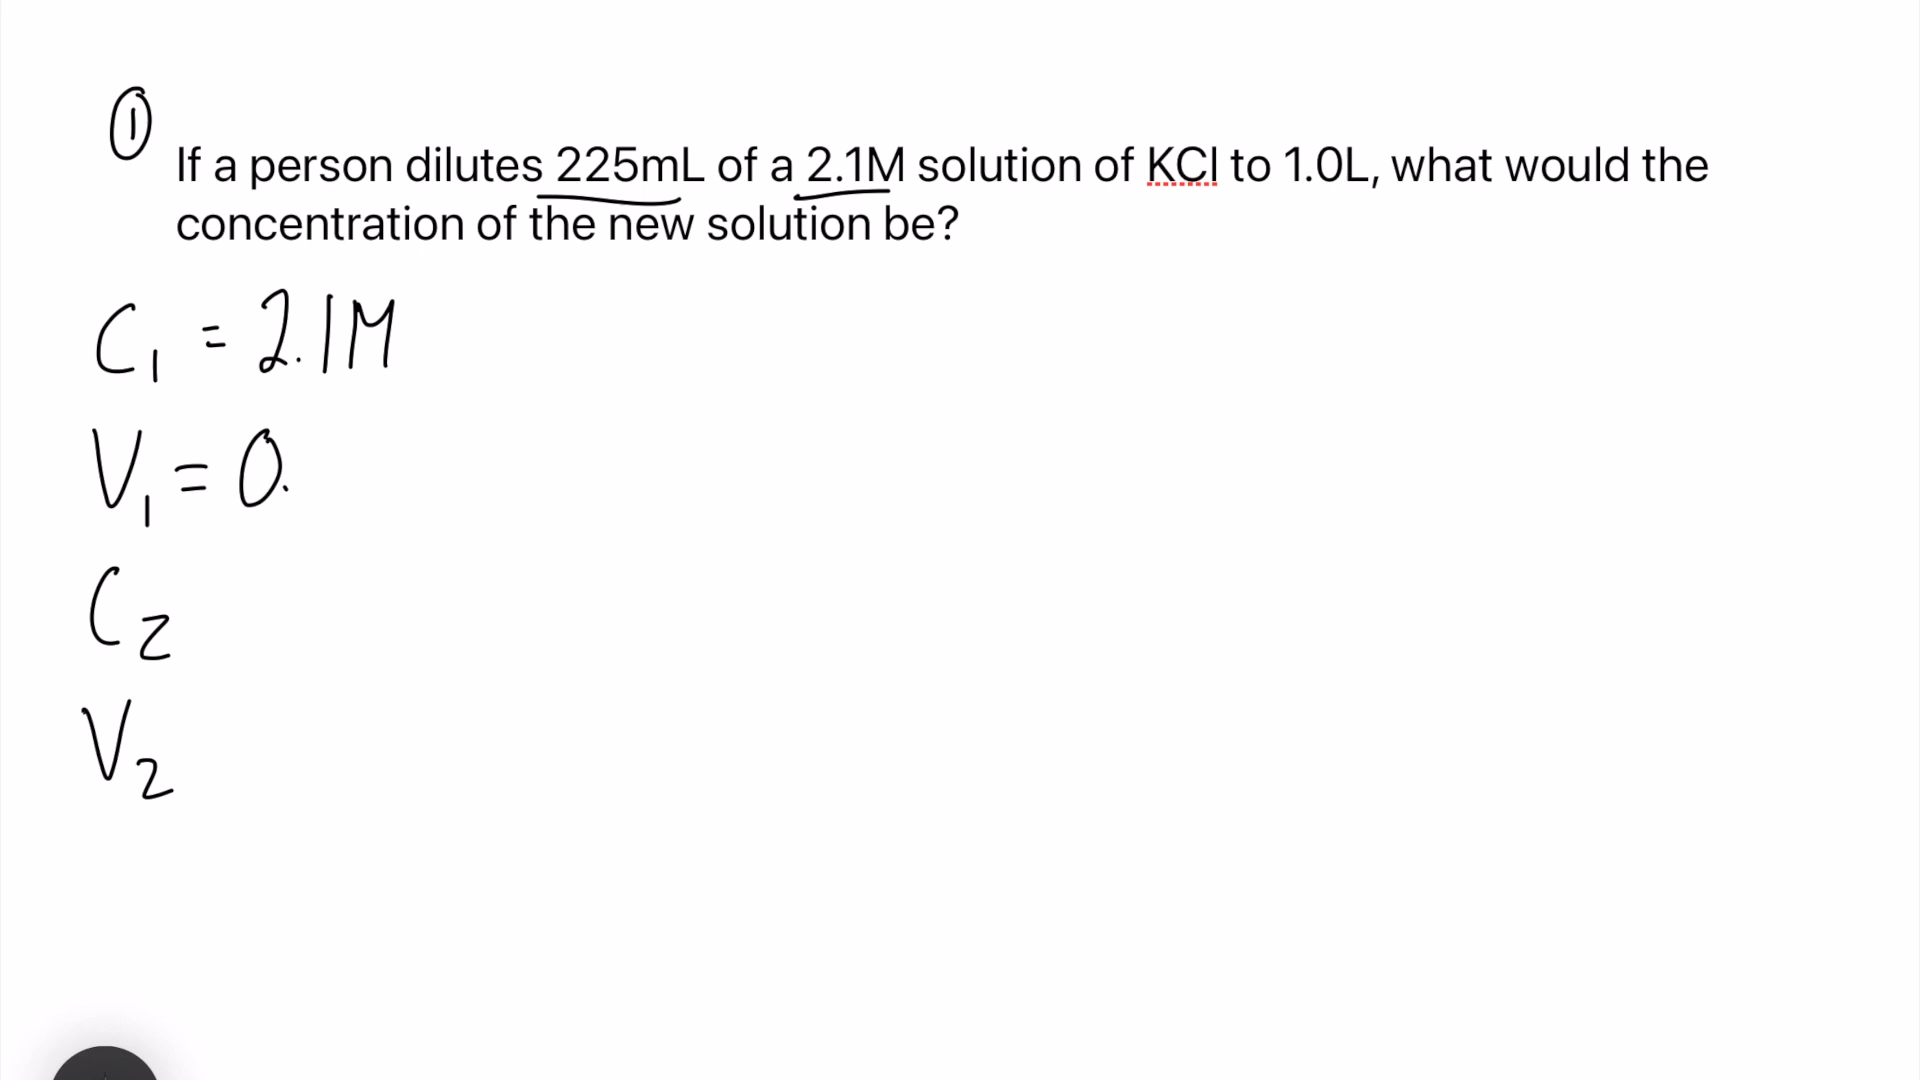 ①
If a person dilutes 225mL of a 2.1M solution of KCl to 1.0L, what would the
concentration of the new solution be?
C₁ = 2.1M
V₁ = 0.
C₂
V₂